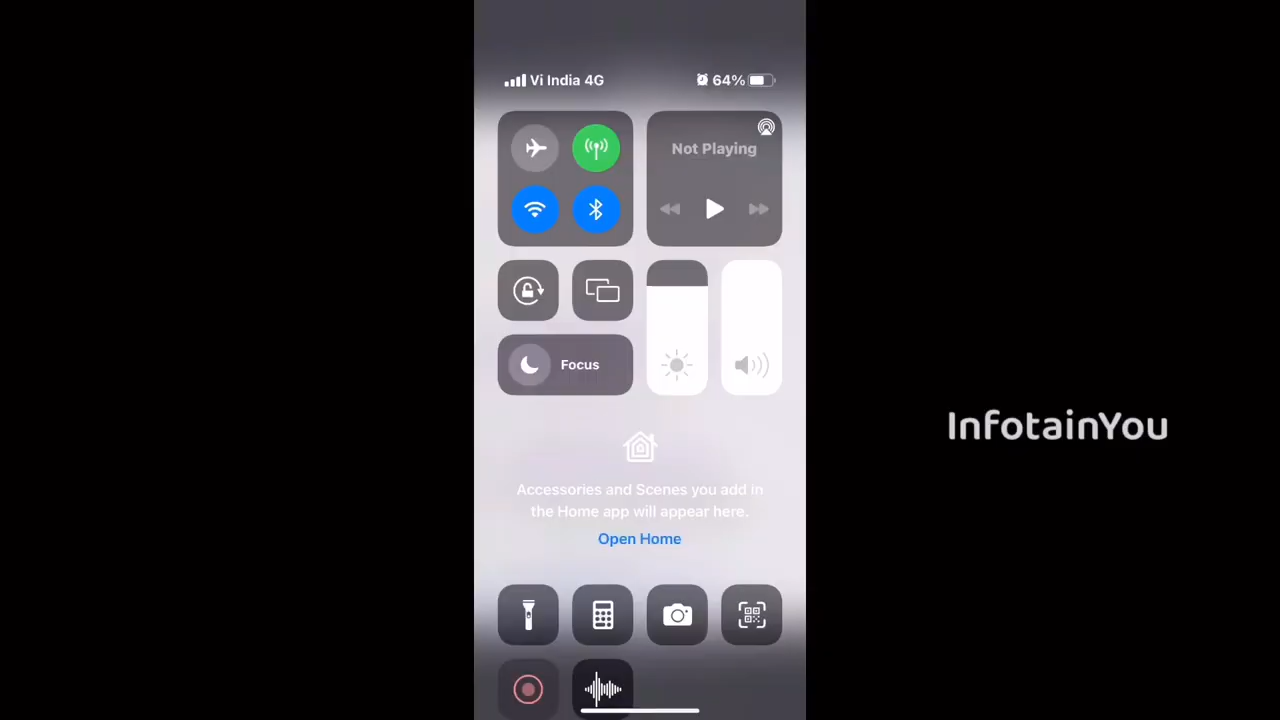 Vi India 4G
64%
Not Playing
Focus
Accessories and Scenes you add in
the Home app will appear here.
Open Home
InfotainYou